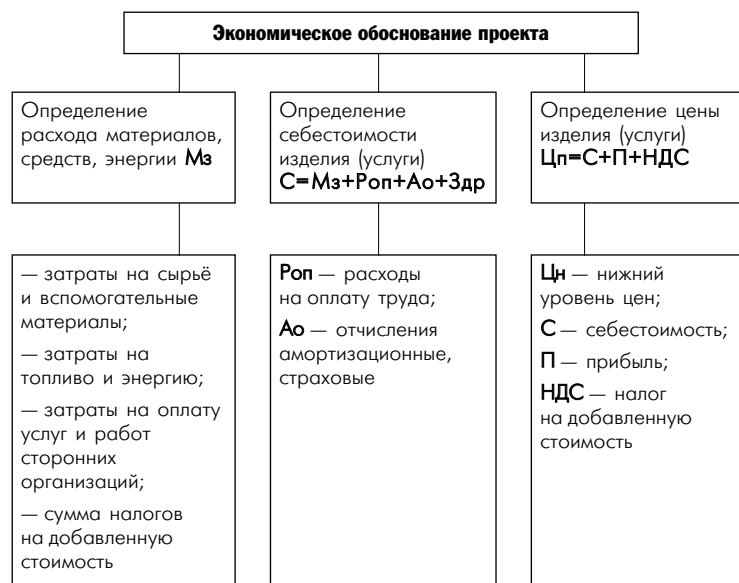 Экономическое обоснование проекта
Определение
расхода материалов,
средств, энергии Мз
Определение
себестоимости
изделия (услуги)
С=Мз+Роп+Ао+Здр
Определение цены
изделия (услуги)
Цп=С+П+НДС
— затраты на сырьё
и вспомогательные
материалы;
— затраты на
топливо и энергию;
— затраты на оплату
услуг и работ
сторонних
организаций;
— сумма налогов
на добавленную
стоимость
Роп — расходы
на оплату труда;
Ао — отчисления
амортизационные,
страховые
Цн — нижний
уровень цен;
С — себестоимость;
П — прибыль;
НДС — налог
на добавленную
стоимость